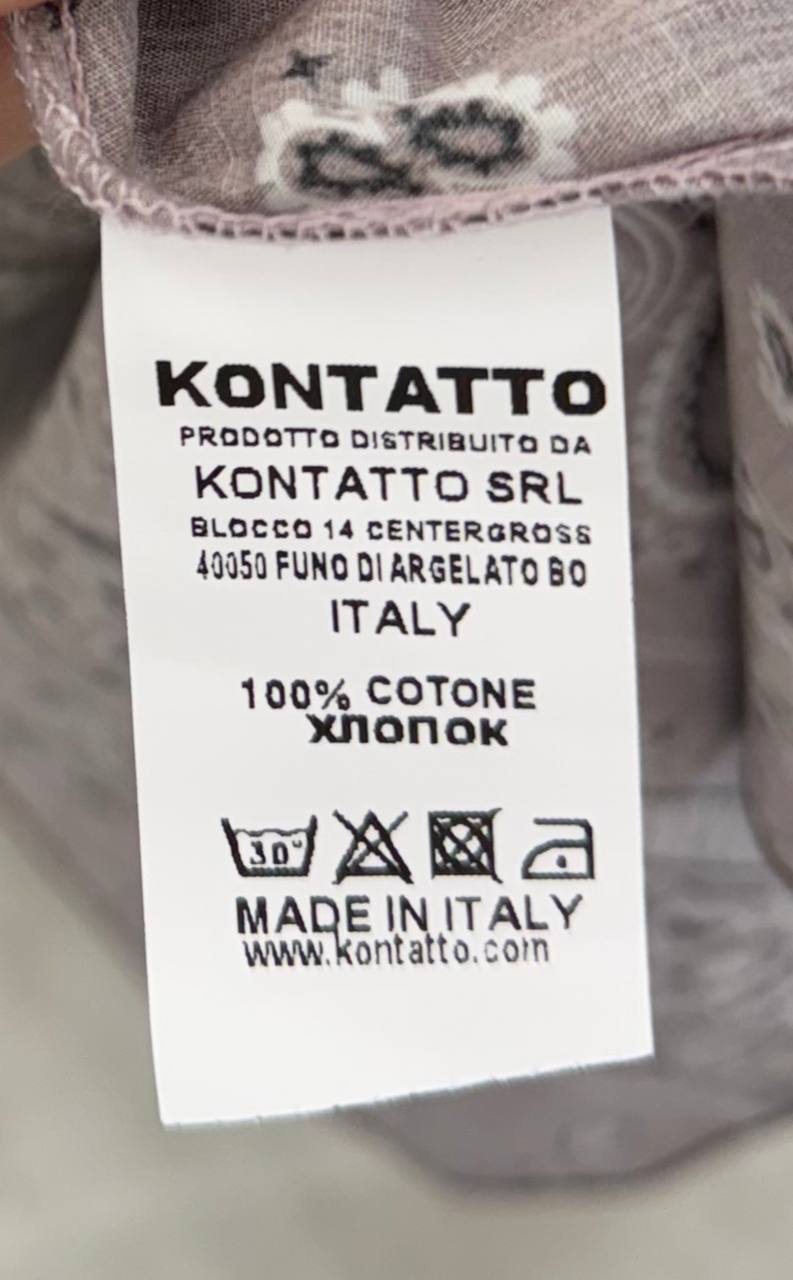 KONTATTO
PRODOTTO DISTRIBUITO DA
KONTATTO SRL
BLOCCO 14 CENTERGROSS
40050 FUNO DI ARGELATO BO
ITALY
100% COTONE
хлопок
30°
MADE IN ITALY
www.kontatto.com